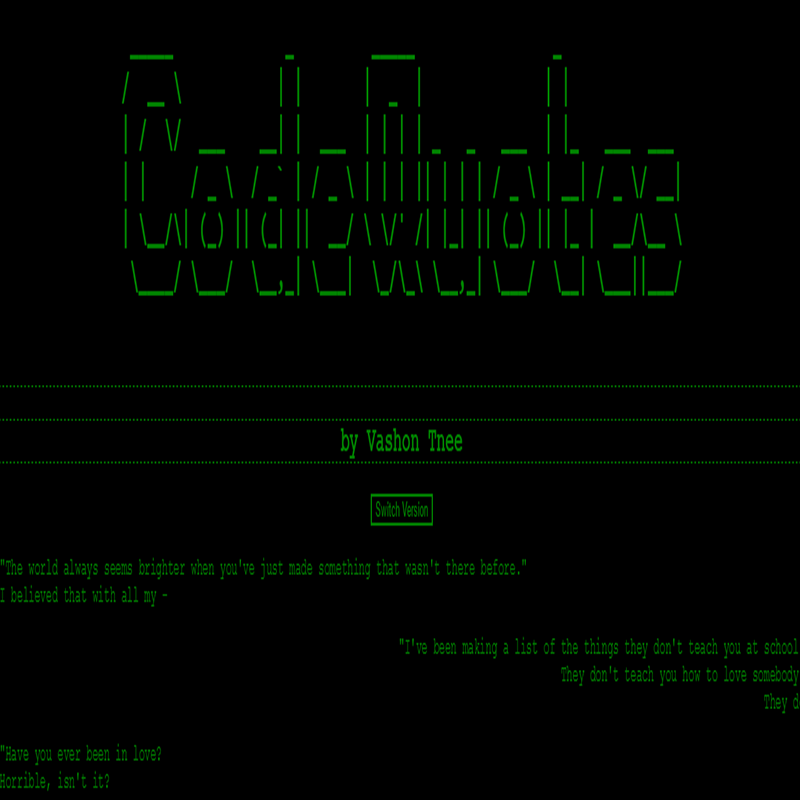 CodeQuotes
by Vashon Tnee
Switch Version
"The world always seems brighter when you've just made something that wasn't there before."
I believed that with all my -
"I've been making a list of the things they don't teach you at school
They don't teach you how to love somebody
They d
"Have you ever been in love?
Horrible, isn't it?